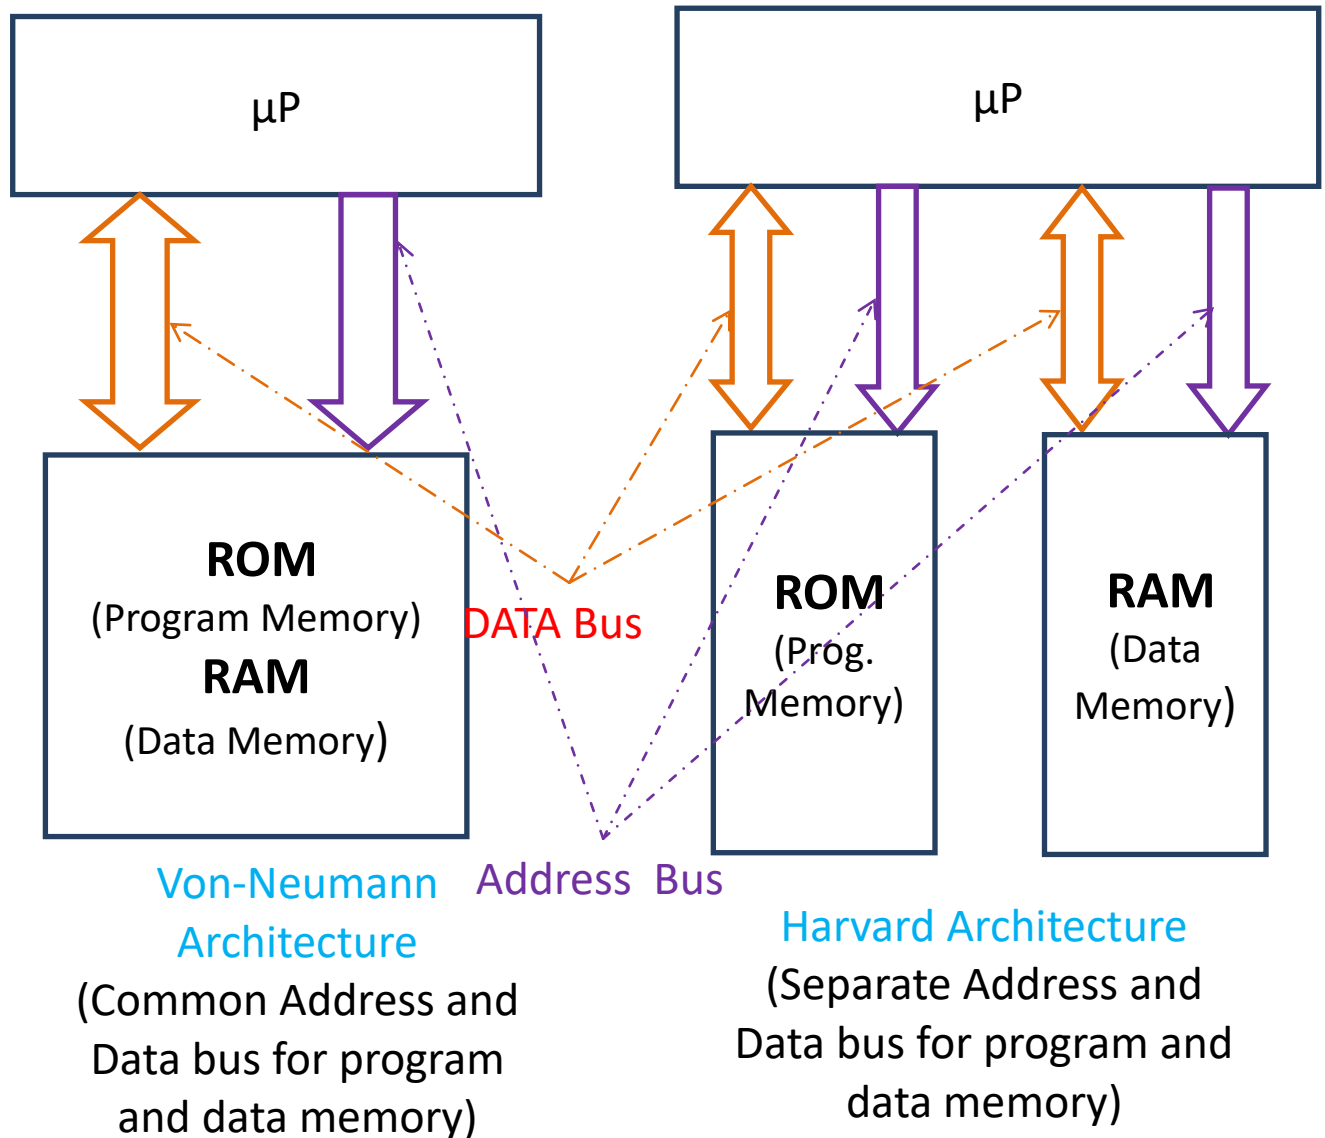 µP
ROM
(Program Memory)
RAM
(Data Memory)
Von-Neumann
Architecture
(Common Address and
Data bus for program
and data memory)
DATA Bus
Address Bus
µP
ROM
(Prog.
Memory)
RAM
(Data
Memory)
Harvard Architecture
(Separate Address and
Data bus for program and
data memory)